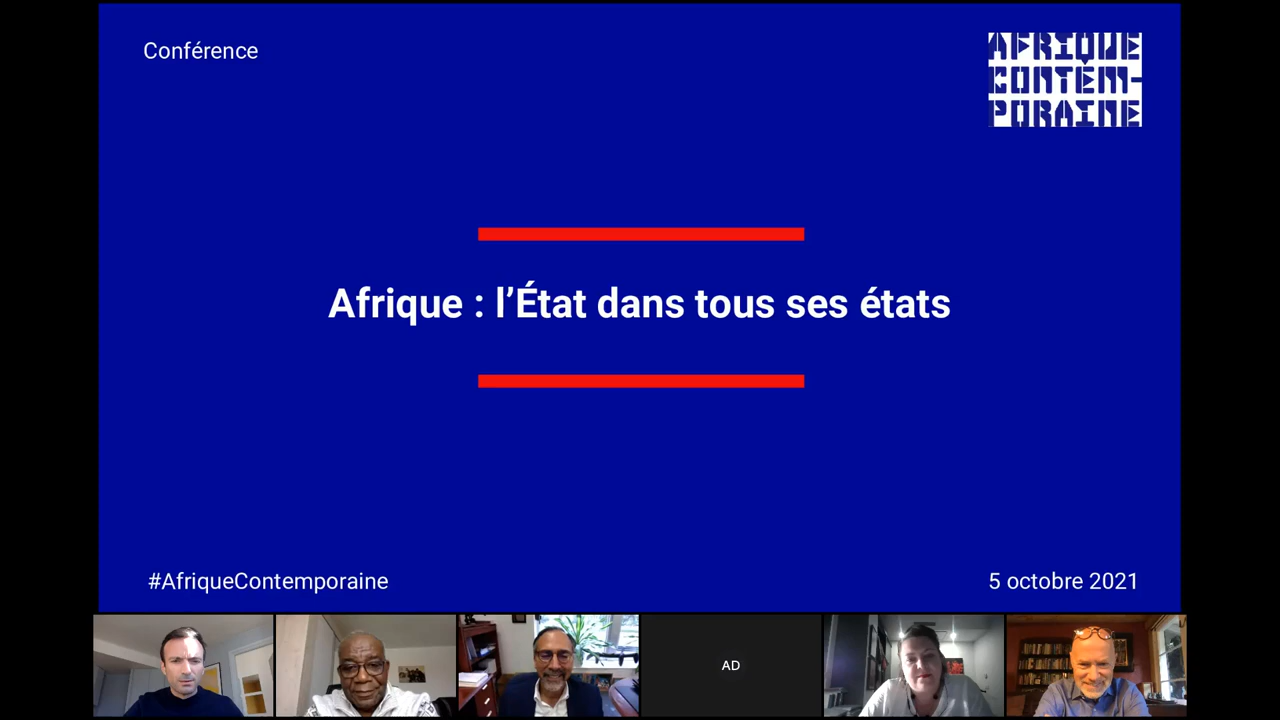 Conférence
AFRIQUE
CONTEM-
PORAINE
Afrique : l’État dans tous ses états
#AfriqueContemporaine
5 octobre 2021
AD